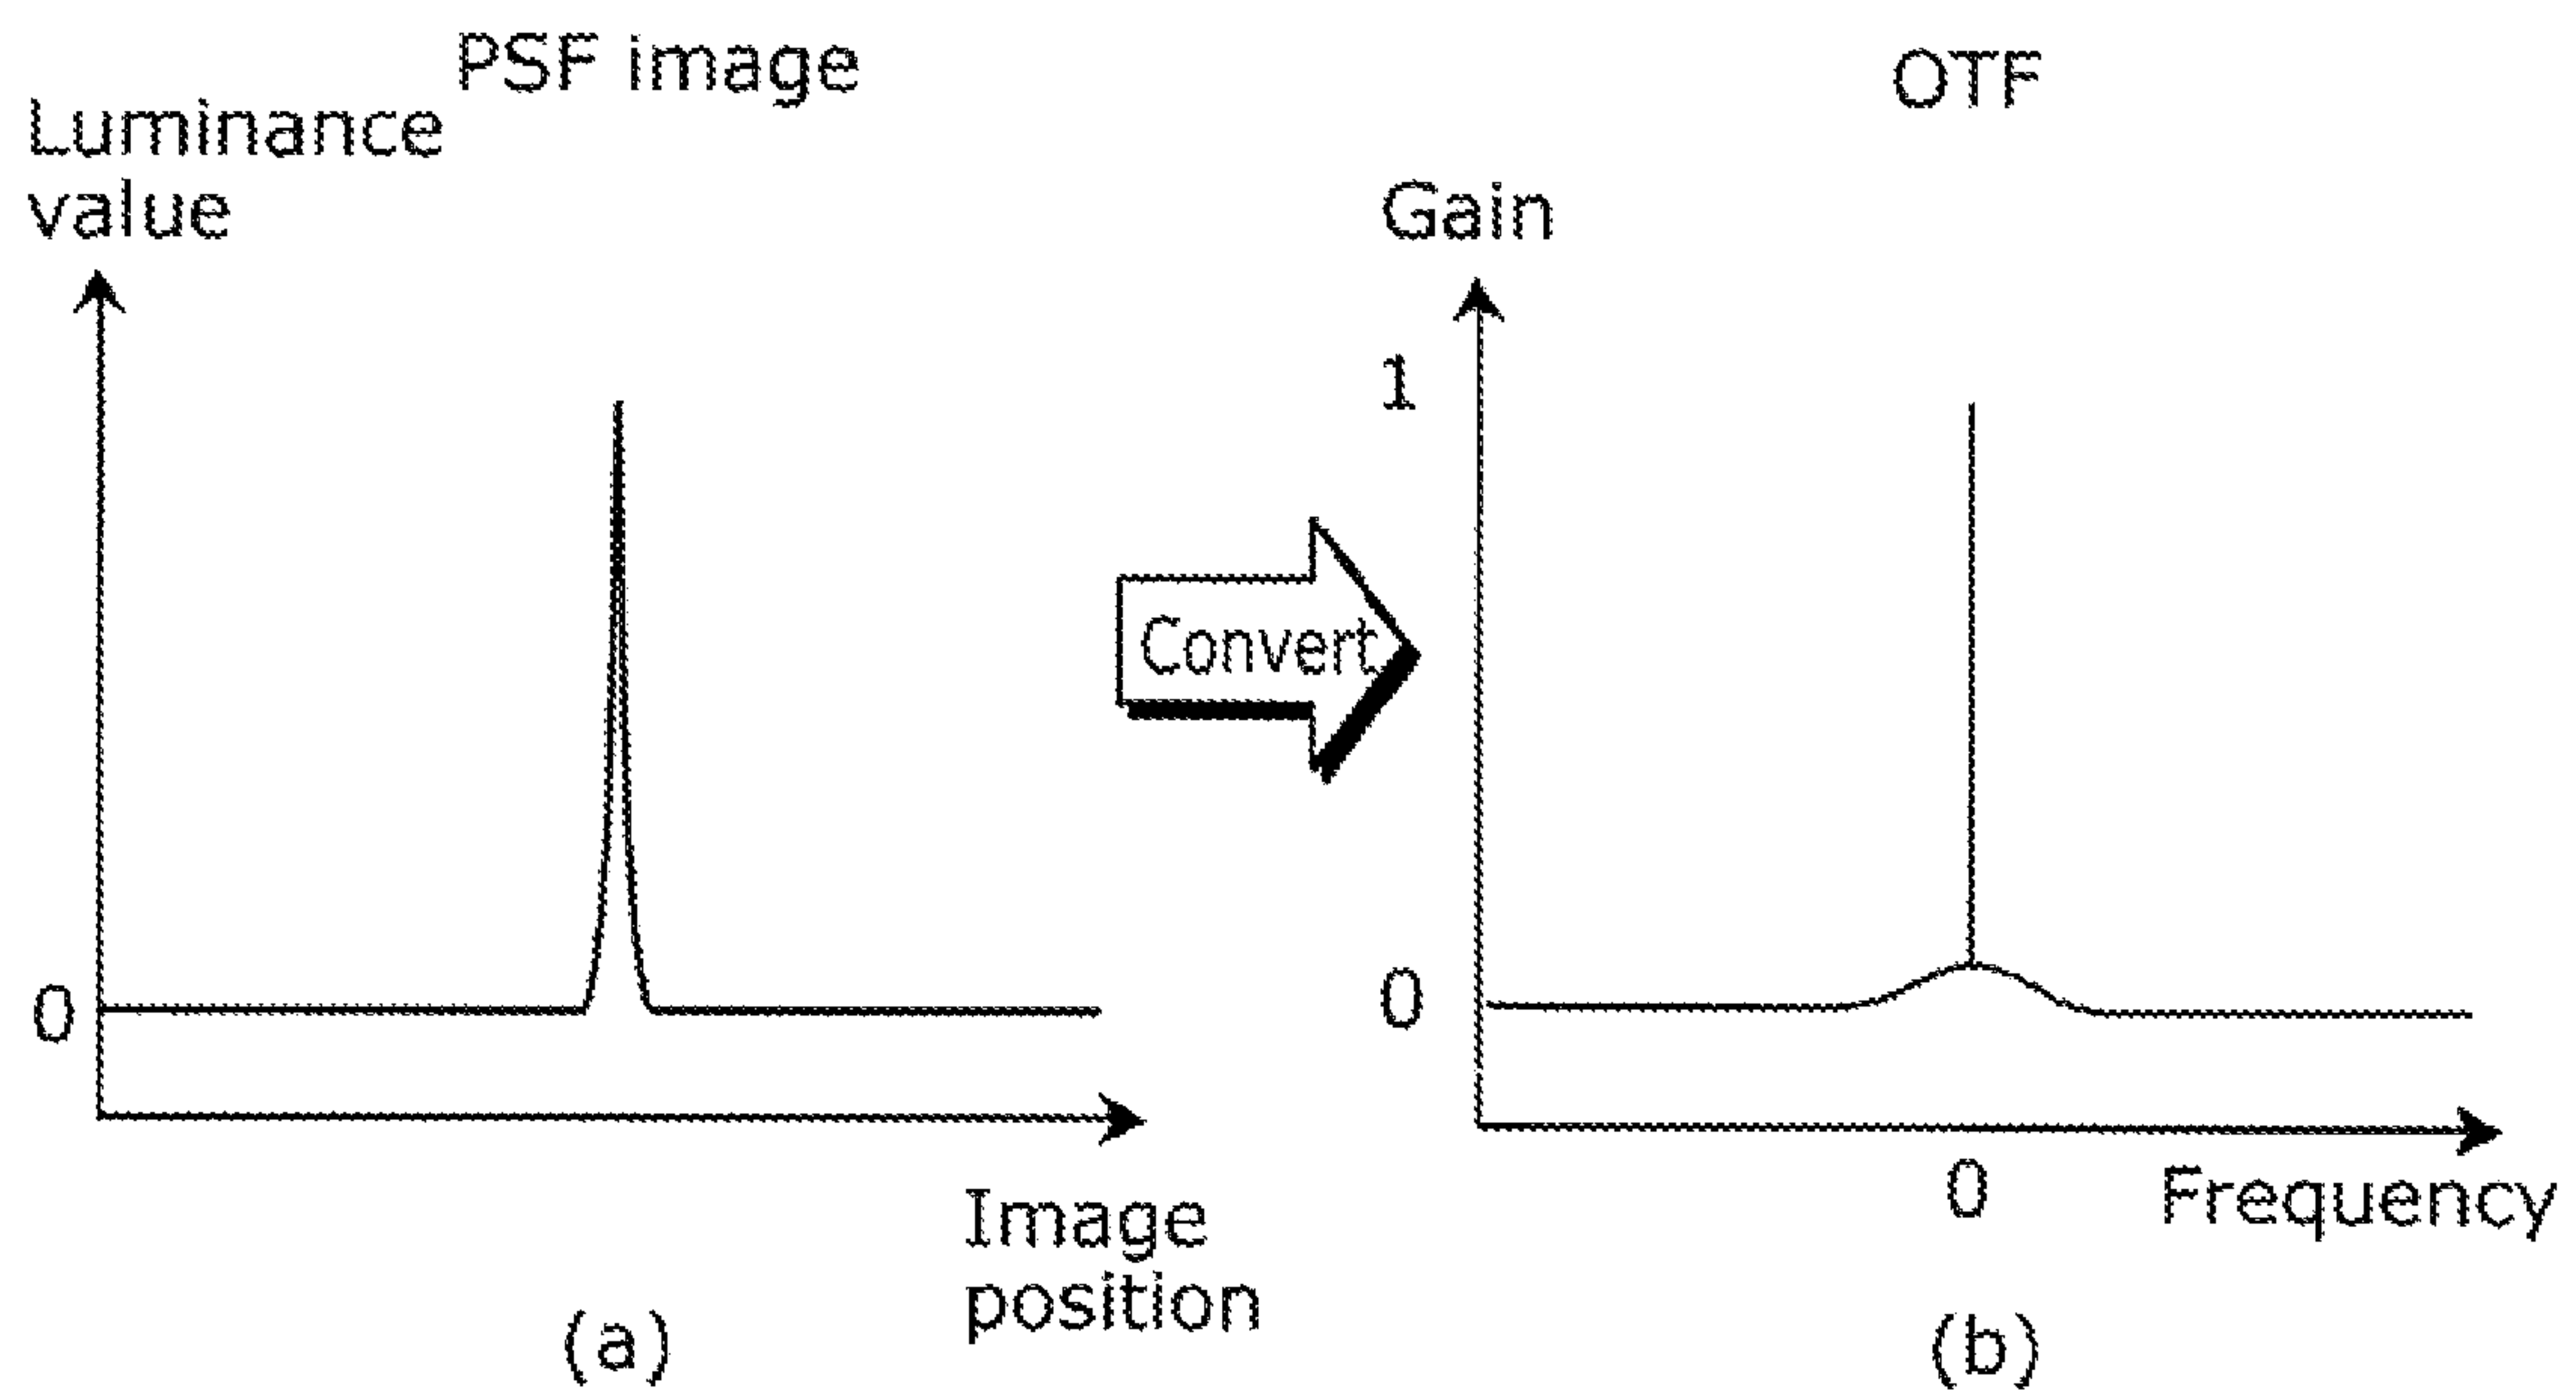 PSF image
Luminance
value
0
Image
position
(a)
Convert
OTF
Gain
1
0
0
Frequency
(b)